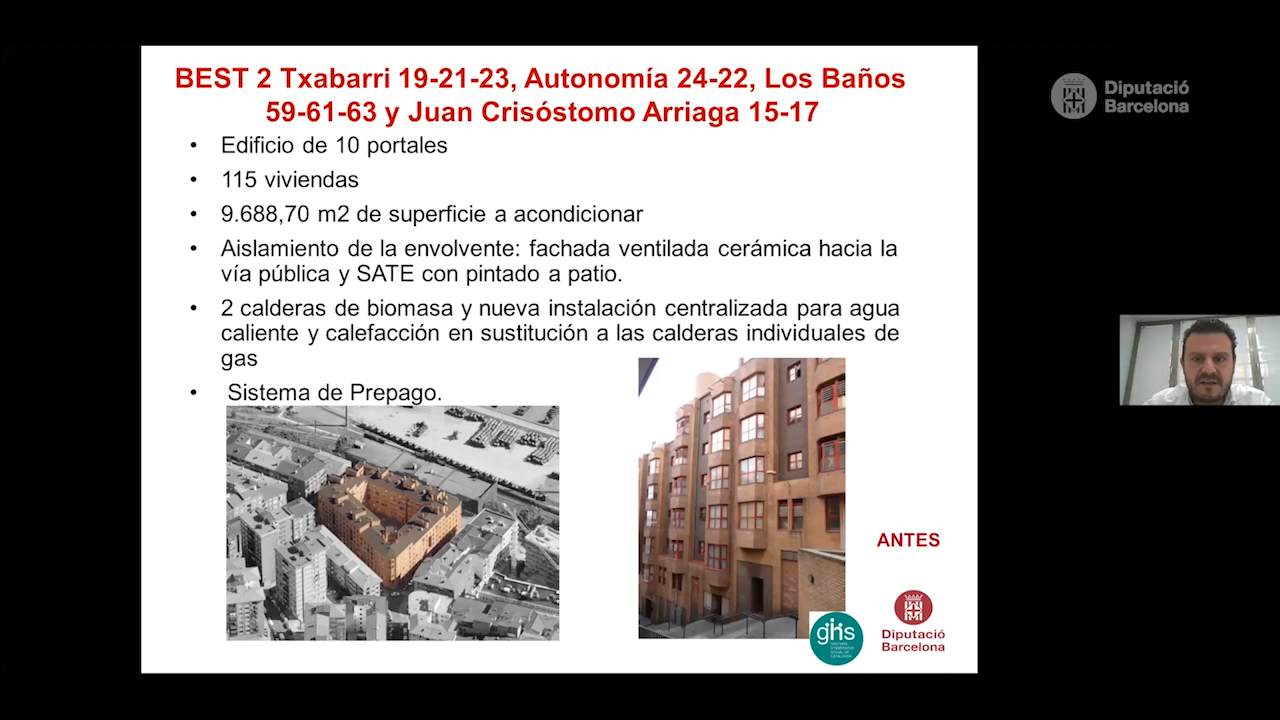 BEST 2 Txabarri 19-21-23, Autonomía 24-22, Los Baños
59-61-63 y Juan Crisóstomo Arriaga 15-17
• Edificio de 10 portales
• 115 viviendas
• 9.688,70 m2 de superficie a acondicionar
• Aislamiento de la envolvente: fachada ventilada cerámica hacia la
vía pública y SATE con pintado a patio.
• 2 calderas de biomasa y nueva instalación centralizada para agua
caliente y calefacción en sustitución a las calderas individuales de
gas
• Sistema de Prepago.
ANTES
ghs
Diputació
Barcelona
Diputació
Barcelona